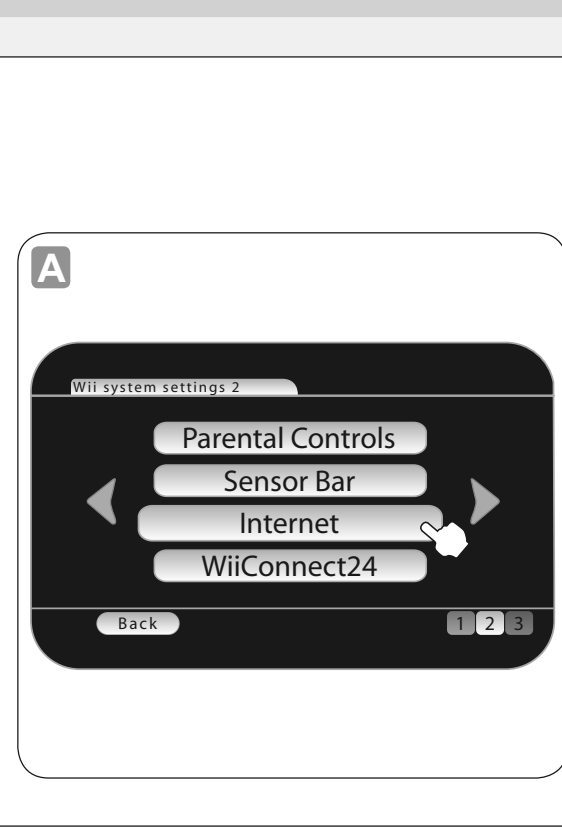 A
Wii system settings 2
Parental Controls
Sensor Bar
Internet
WiiConnect24
Back
1 2 3